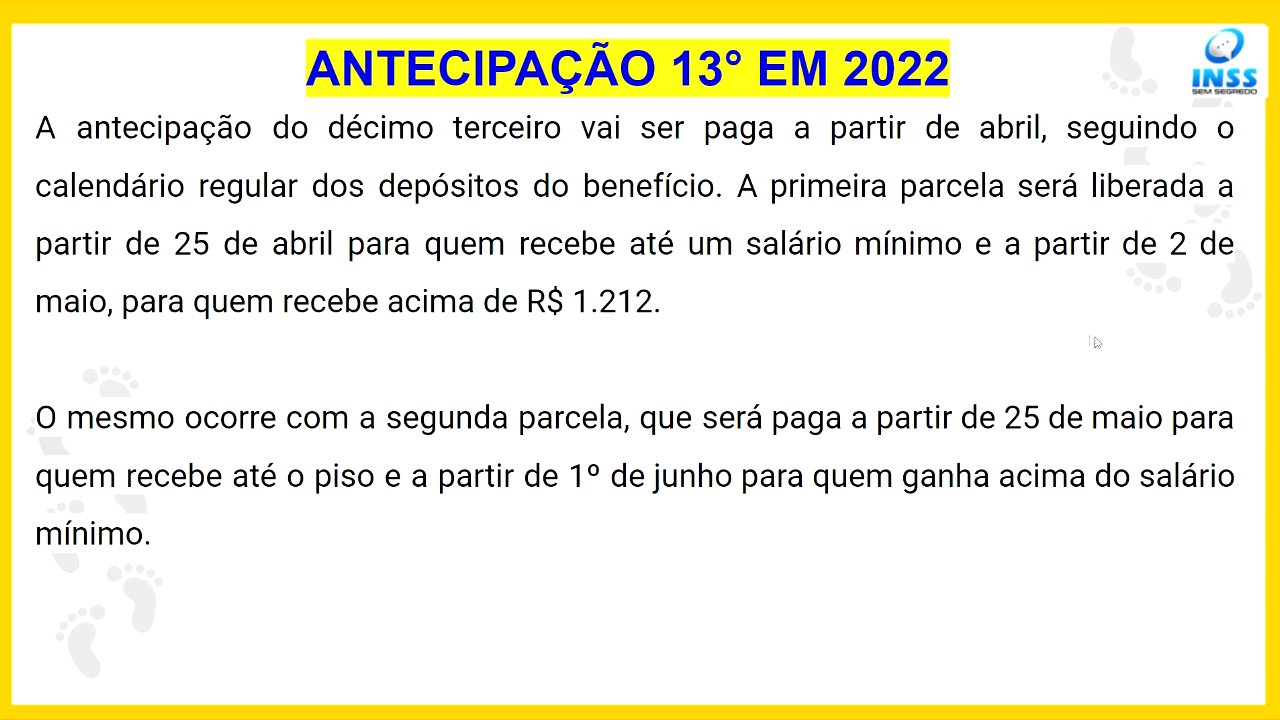 ANTECIPAÇÃO 13° EM 2022
INSS
SEM SEGREDO
A antecipação do décimo terceiro vai ser paga a partir de abril, seguindo o
calendário regular dos depósitos do benefício. A primeira parcela será liberada a
partir de 25 de abril para quem recebe até um salário mínimo e a partir de 2 de
maio, para quem recebe acima de R$ 1.212.
O mesmo ocorre com a segunda parcela, que será paga a partir de 25 de maio para
quem recebe até o piso e a partir de 1º de junho para quem ganha acima do salário
mínimo.